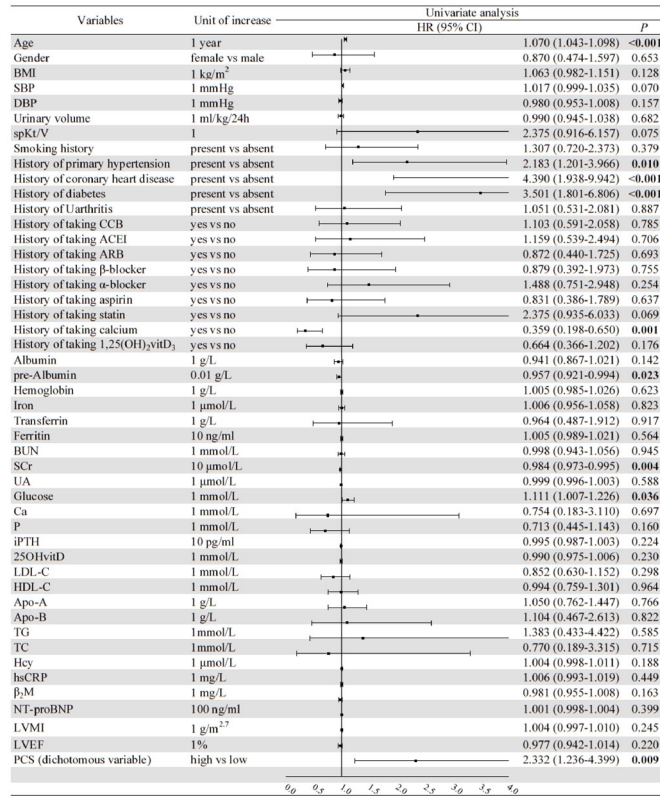 Variables Unit of increase Univariate analysis
HR (95% CI) P
Age 1 year 1.070 (1.043-1.098) <0.001
Gender female vs male 0.870 (0.474-1.597) 0.653
BMI 1 kg/m² 1.063 (0.982-1.151) 0.128
SBP 1 mmHg 1.017 (0.999-1.035) 0.070
DBP 1 mmHg 0.980 (0.953-1.008) 0.157
Urinary volume 1 ml/kg/24h 0.990 (0.945-1.038) 0.682
spKt/V 1 2.375 (0.916-6.157) 0.075
Smoking history present vs absent 1.307 (0.720-2.373) 0.379
History of primary hypertension present vs absent 2.183 (1.201-3.966) 0.010
History of coronary heart disease present vs absent 4.390 (1.938-9.942) <0.001
History of diabetes present vs absent 3.501 (1.801-6.806) <0.001
History of Uarthritis present vs absent 1.051 (0.531-2.081) 0.887
History of taking CCB yes vs no 1.103 (0.591-2.058) 0.785
History of taking ACEI yes vs no 1.159 (0.539-2.494) 0.706
History of taking ARB yes vs no 0.872 (0.440-1.725) 0.693
History of taking β-blocker yes vs no 0.879 (0.392-1.973) 0.755
History of taking α-blocker yes vs no 1.488 (0.751-2.948) 0.254
History of taking aspirin yes vs no 0.831 (0.386-1.789) 0.637
History of taking statin yes vs no 2.375 (0.935-6.033) 0.069
History of taking calcium yes vs no 0.359 (0.198-0.650) 0.001
History of taking 1,25(OH)₂vitD₃ yes vs no 0.664 (0.366-1.202) 0.176
Albumin 1 g/L 0.941 (0.867-1.021) 0.142
pre-Albumin 0.01 g/L 0.957 (0.921-0.994) 0.023
Hemoglobin 1 g/L 1.005 (0.985-1.026) 0.623
Iron 1 μmol/L 1.006 (0.956-1.058) 0.823
Transferrin 1 g/L 0.964 (0.487-1.912) 0.917
Ferritin 10 ng/ml 1.005 (0.989-1.021) 0.564
BUN 1 mmol/L 0.998 (0.943-1.056) 0.945
SCr 10 μmol/L 0.984 (0.973-0.995) 0.004
UA 1 μmol/L 0.999 (0.996-1.003) 0.588
Glucose 1 mmol/L 1.111 (1.007-1.226) 0.036
Ca 1 mmol/L 0.754 (0.183-3.110) 0.697
P 1 mmol/L 0.713 (0.445-1.143) 0.160
iPTH 10 pg/ml 0.995 (0.987-1.003) 0.224
25OHvitD 1 mmol/L 0.990 (0.975-1.006) 0.230
LDL-C 1 mmol/L 0.852 (0.630-1.152) 0.298
HDL-C 1 mmol/L 0.994 (0.759-1.301) 0.964
Apo-A 1 g/L 1.050 (0.762-1.447) 0.766
Apo-B 1 g/L 1.104 (0.467-2.613) 0.822
TG 1mmol/L 1.383 (0.433-4.422) 0.585
TC 1mmol/L 0.770 (0.189-3.315) 0.715
Hcy 1 μmol/L 1.004 (0.998-1.011) 0.188
hsCRP 1 mg/L 1.006 (0.993-1.019) 0.449
β₂M 1 mg/L 0.981 (0.955-1.008) 0.163
NT-proBNP 100 ng/ml 1.001 (0.998-1.004) 0.399
LVMI 1 g/m²·⁷ 1.004 (0.997-1.010) 0.245
LVEF 1% 0.977 (0.942-1.014) 0.220
PCS (dichotomous variable) high vs low 2.332 (1.236-4.399) 0.009
0.0 0.5 1.0 1.5 2.0 2.5 3.0 3.5 4.0